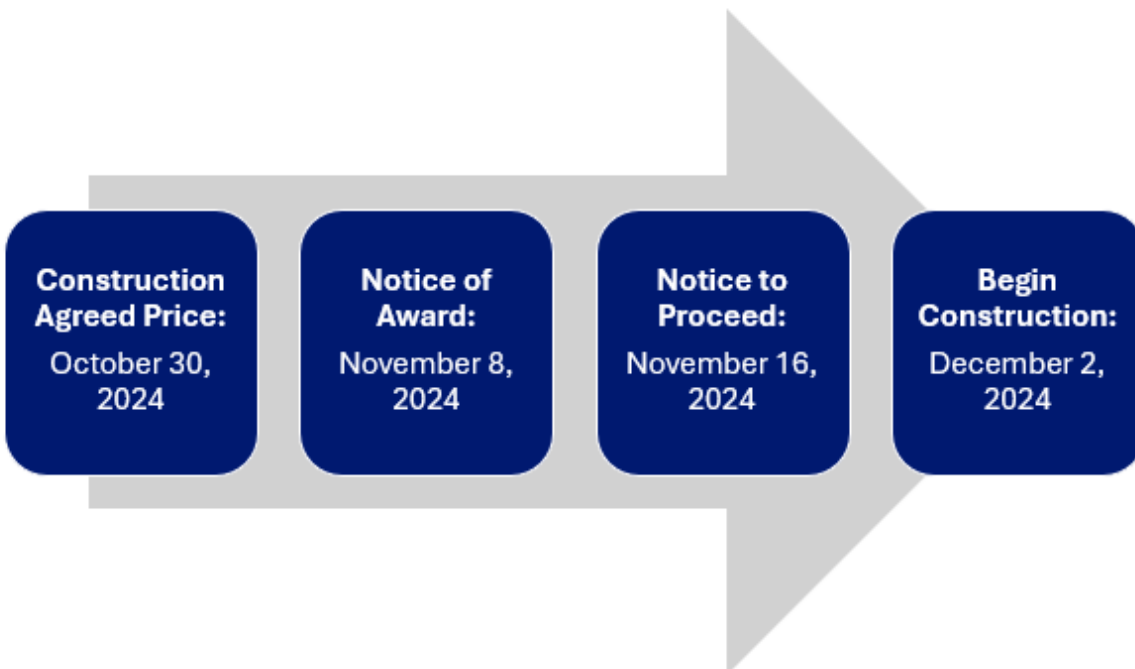 Construction
Agreed Price:
October 30,
2024
Notice of
Award:
November 8,
2024
Notice to
Proceed:
November 16,
2024
Begin
Construction:
December 2,
2024